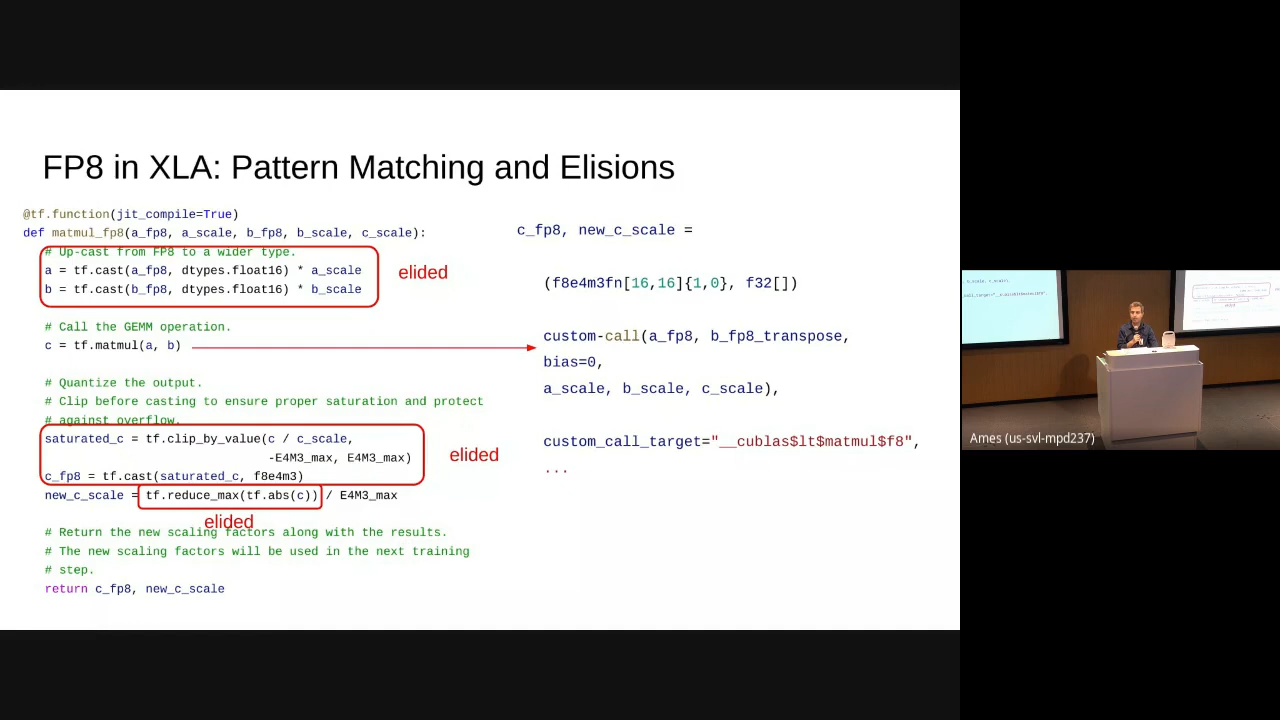 FP8 in XLA: Pattern Matching and Elisions
@tf.function(jit_compile=True)
def matmul_fp8(a_fp8, a_scale, b_fp8, b_scale, c_scale):
# Up-cast from FP8 to a wider type.
a = tf.cast(a_fp8, dtypes.float16) * a_scale
b = tf.cast(b_fp8, dtypes.float16) * b_scale
elided
# Call the GEMM operation.
c = tf.matmul(a, b)
# Quantize the output.
# Clip before casting to ensure proper saturation and protect
# against overflow.
saturated_c = tf.clip_by_value(c / c_scale,
-E4M3_max, E4M3_max)
c_fp8 = tf.cast(saturated_c, f8e4m3)
elided
new_c_scale = tf.reduce_max(tf.abs(c)) / E4M3_max
elided
# Return the new scaling factors along with the results.
# The new scaling factors will be used in the next training
# step.
return c_fp8, new_c_scale
c_fp8, new_c_scale =
(f8e4m3fn[16,16]{1,0}, f32[])
custom-call(a_fp8, b_fp8_transpose,
bias=0,
a_scale, b_scale, c_scale),
custom_call_target="__cublas$lt$matmul$f8",
...
Ames (us-svl-mpd237)